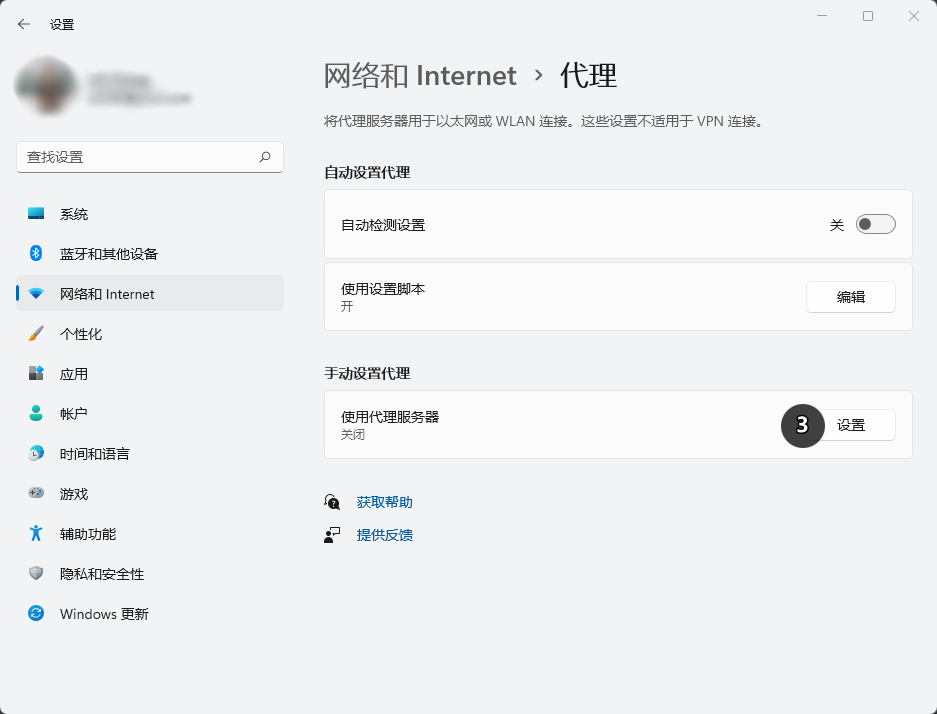 设置
查找设置
系统
蓝牙和其他设备
网络和 Internet
个性化
应用
帐户
时间和语言
游戏
辅助功能
隐私和安全性
Windows 更新
网络和 Internet › 代理
将代理服务器用于以太网或 WLAN 连接。这些设置不适用于 VPN 连接。
自动设置代理
自动检测设置
关
使用设置脚本
开
编辑
手动设置代理
使用代理服务器
关闭
3
设置
获取帮助
提供反馈